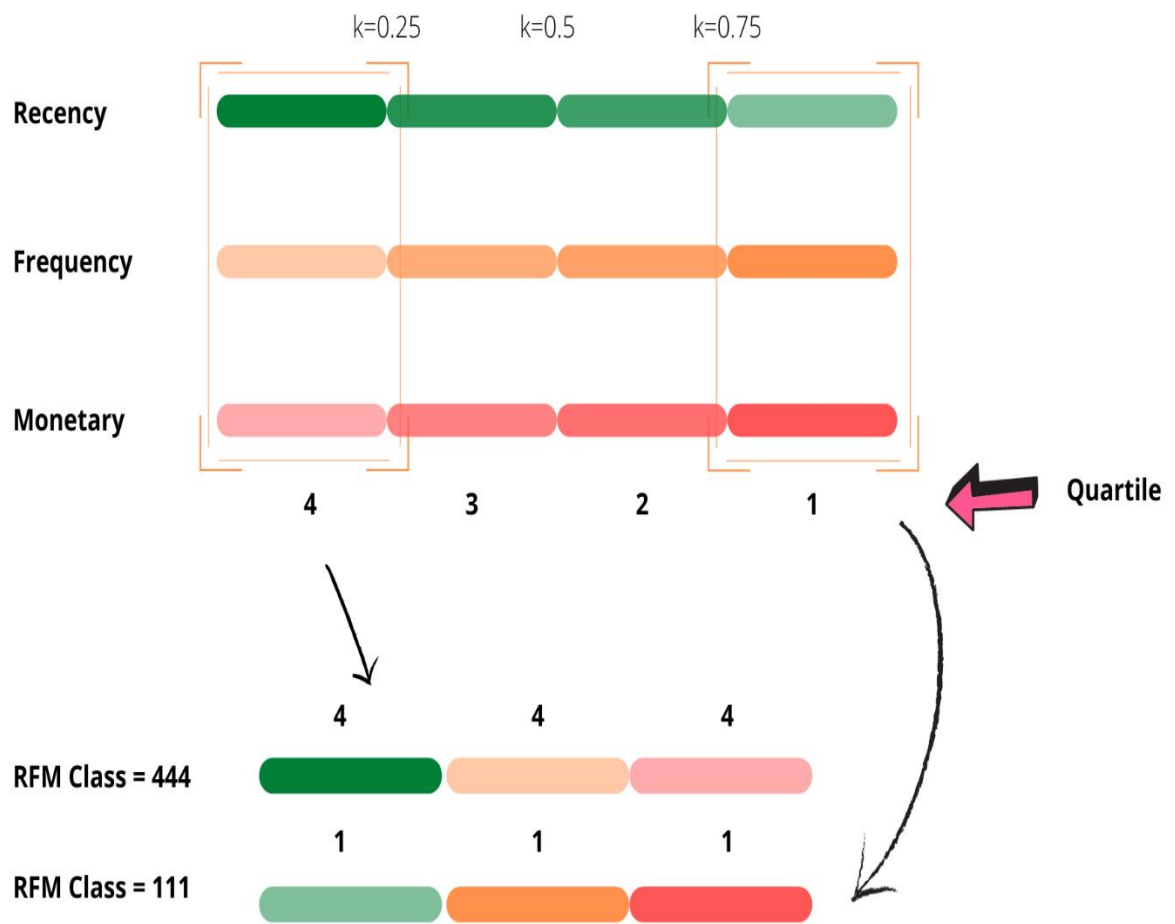 k=0.25 k=0.5 k=0.75
Recency
Frequency
Monetary
4 3 2 1 Quartile
4 4 4
RFM Class = 444
1 1 1
RFM Class = 111